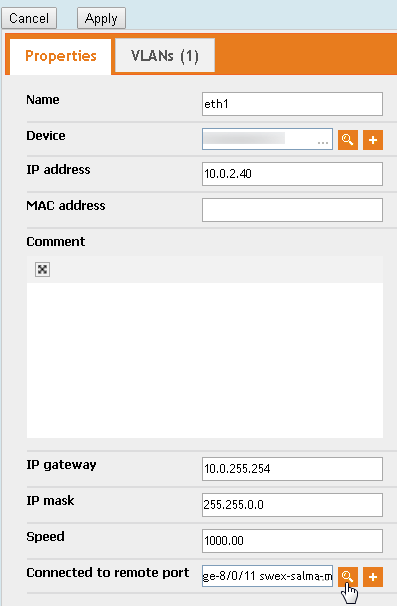 Cancel Apply
Properties VLANs (1)
Name eth1
Device ...
IP address 10.0.2.40
MAC address
Comment
IP gateway 10.0.255.254
IP mask 255.255.0.0
Speed 1000.00
Connected to remote port ge-8/0/11 swex-salma-m